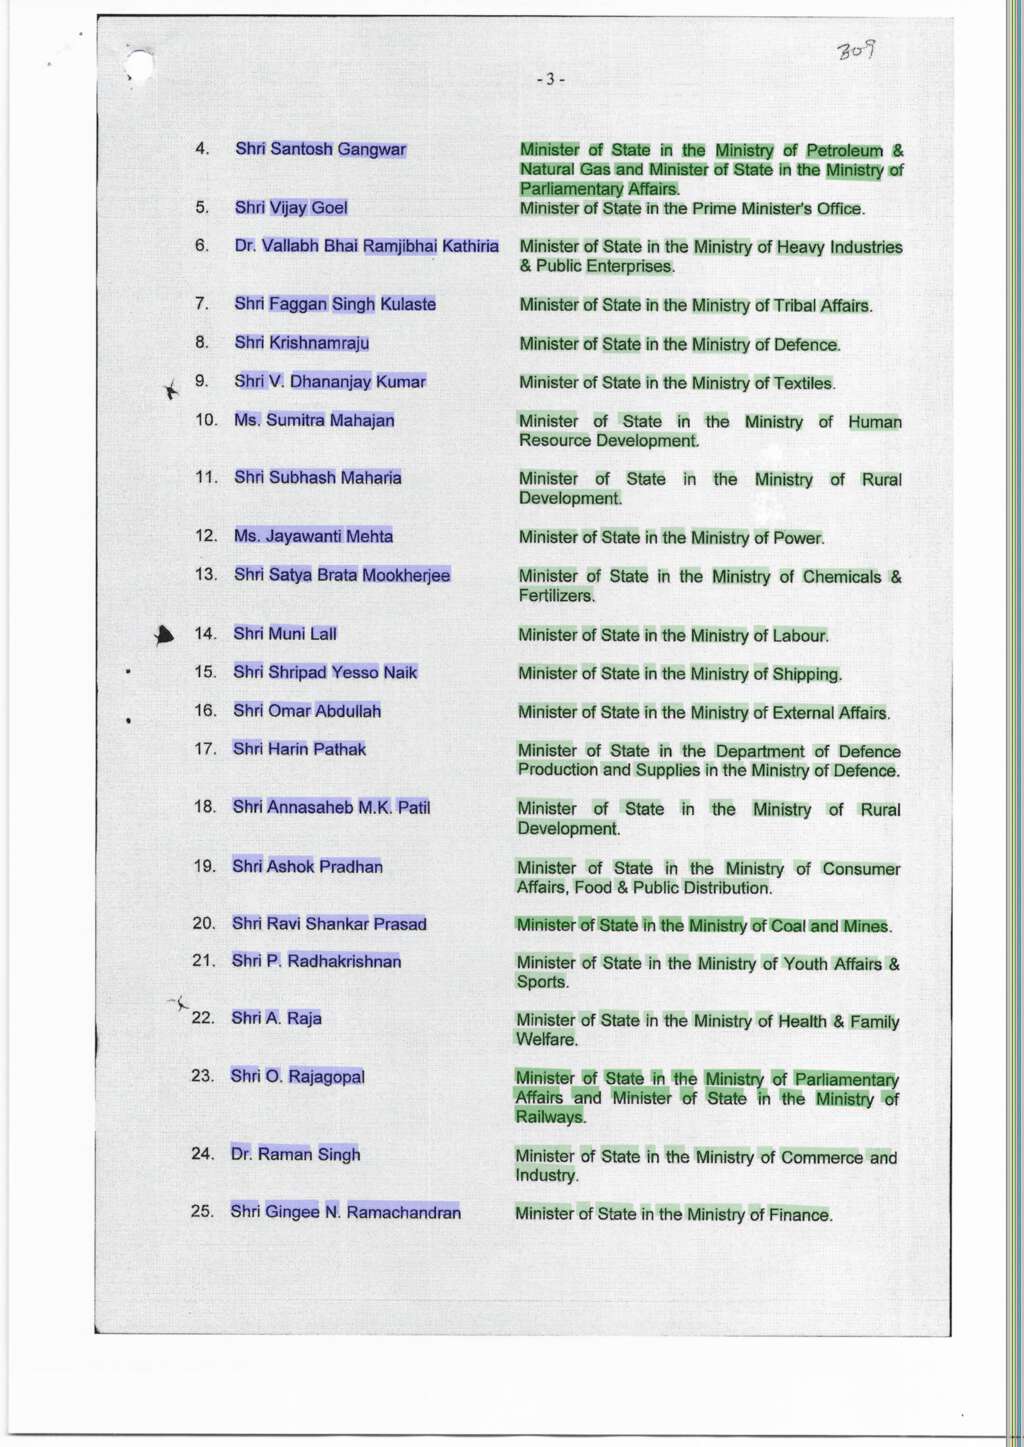 309
-3-
4. Shri Santosh Gangwar Minister of State in the Ministry of Petroleum &
Natural Gas and Minister of State in the Ministry of
Parliamentary Affairs.
5. Shri Vijay Goel Minister of State in the Prime Minister's Office.
6. Dr. Vallabh Bhai Ramjibhai Kathiria Minister of State in the Ministry of Heavy Industries
& Public Enterprises.
7. Shri Faggan Singh Kulaste Minister of State in the Ministry of Tribal Affairs.
8. Shri Krishnamraju Minister of State in the Ministry of Defence.
9. Shri V. Dhananjay Kumar Minister of State in the Ministry of Textiles.
10. Ms. Sumitra Mahajan Minister of State in the Ministry of Human
Resource Development.
11. Shri Subhash Maharia Minister of State in the Ministry of Rural
Development.
12. Ms. Jayawanti Mehta Minister of State in the Ministry of Power.
13. Shri Satya Brata Mookherjee Minister of State in the Ministry of Chemicals &
Fertilizers.
14. Shri Muni Lall Minister of State in the Ministry of Labour.
15. Shri Shripad Yesso Naik Minister of State in the Ministry of Shipping.
16. Shri Omar Abdullah Minister of State in the Ministry of External Affairs.
17. Shri Harin Pathak Minister of State in the Department of Defence
Production and Supplies in the Ministry of Defence.
18. Shri Annasaheb M.K. Patil Minister of State in the Ministry of Rural
Development.
19. Shri Ashok Pradhan Minister of State in the Ministry of Consumer
Affairs, Food & Public Distribution.
20. Shri Ravi Shankar Prasad Minister of State in the Ministry of Coal and Mines.
21. Shri P. Radhakrishnan Minister of State in the Ministry of Youth Affairs &
Sports.
22. Shri A. Raja Minister of State in the Ministry of Health & Family
Welfare.
23. Shri O. Rajagopal Minister of State in the Ministry of Parliamentary
Affairs and Minister of State in the Ministry of
Railways.
24. Dr. Raman Singh Minister of State in the Ministry of Commerce and
Industry.
25. Shri Gingee N. Ramachandran Minister of State in the Ministry of Finance.